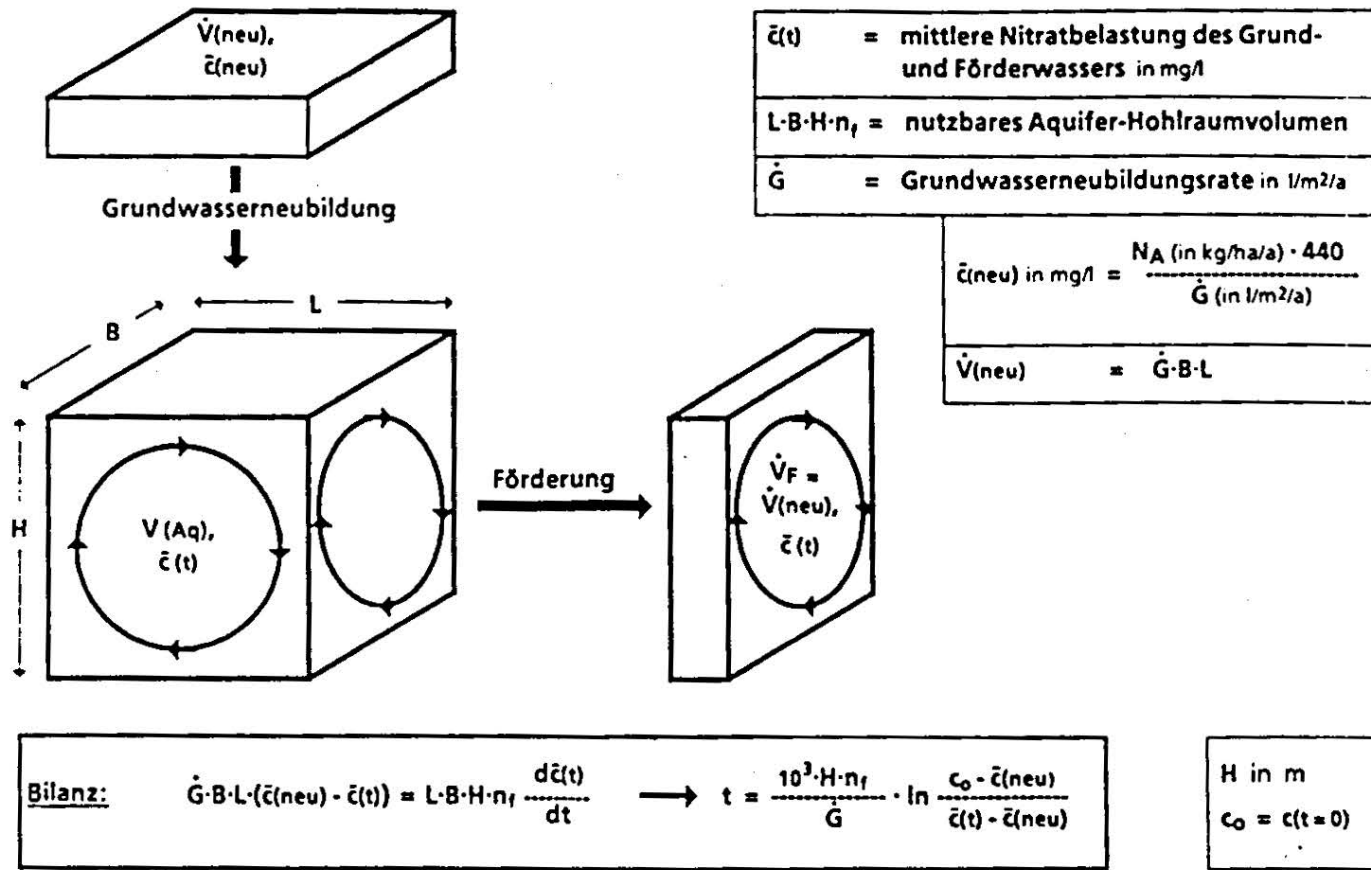 V̇(neu),
c̄(neu)
Grundwasserneubildung
L
B
H
V (Aq),
c̄ (t)
Förderung
V̇F =
V̇(neu),
c̄ (t)
c̄(t) = mittlere Nitratbelastung des Grund-
und Förderwassers in mg/l
L·B·H·nf = nutzbares Aquifer-Hohlraumvolumen
Ġ = Grundwasserneubildungsrate in l/m²/a
c̄(neu) in mg/l = NA (in kg/ha/a) · 440 / Ġ (in l/m²/a)
V̇(neu) = Ġ·B·L
Bilanz: Ġ·B·L·(c̄(neu) - c̄(t)) = L·B·H·nf dc̄(t) / dt → t = 10³·H·nf / Ġ · ln c₀ - c̄(neu) / c̄(t) - c̄(neu)
H in m
c₀ = c(t=0)